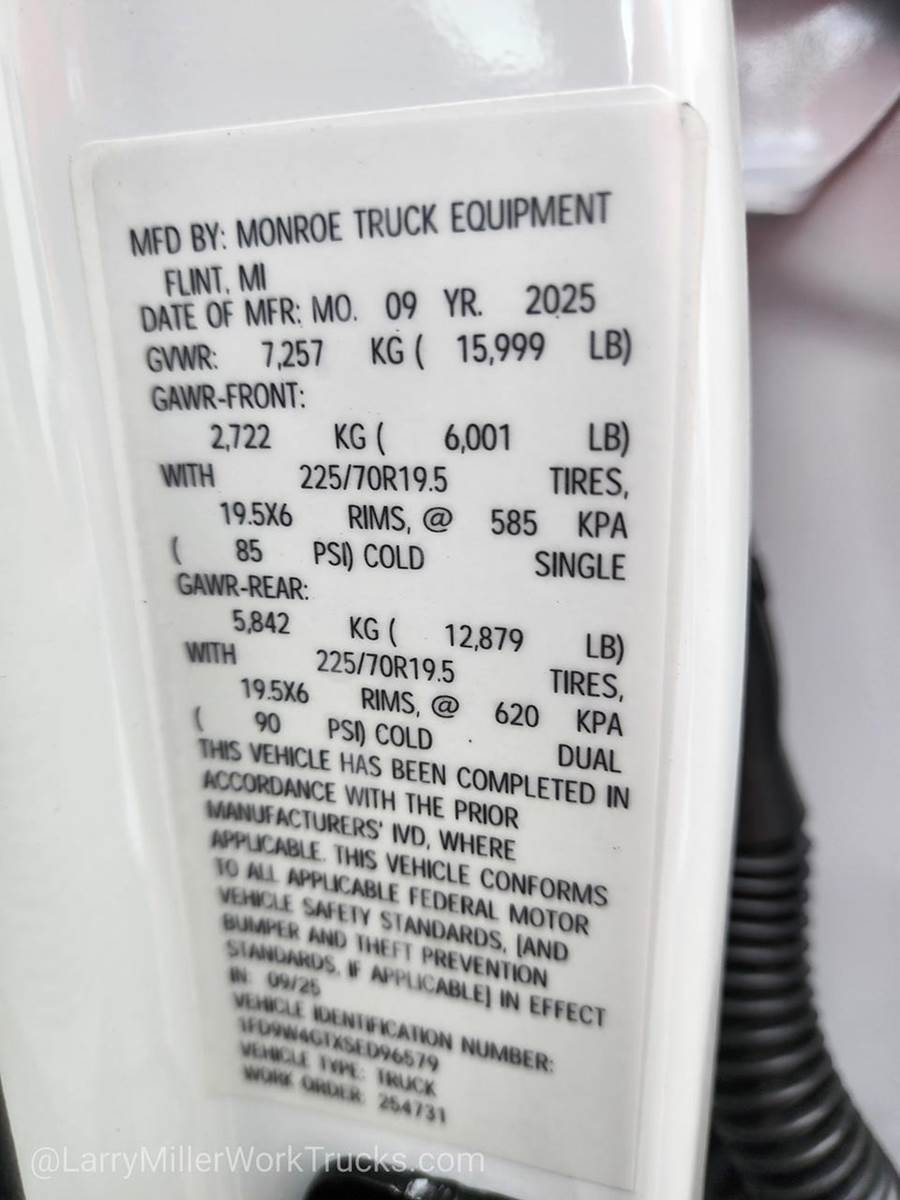 MFD BY: MONROE TRUCK EQUIPMENT
FLINT, MI
DATE OF MFR: MO. 09 YR. 2025
GVWR: 7,257 KG ( 15,999 LB)
GAWR-FRONT:
2,722 KG ( 6,001 LB)
WITH 225/70R19.5 TIRES,
19.5X6 RIMS, @ 585 KPA
( 85 PSI) COLD SINGLE
GAWR-REAR:
5,842 KG ( 12,879 LB)
WITH 225/70R19.5 TIRES,
19.5X6 RIMS, @ 620 KPA
( 90 PSI) COLD DUAL
THIS VEHICLE HAS BEEN COMPLETED IN
ACCORDANCE WITH THE PRIOR
MANUFACTURERS' IVD, WHERE
APPLICABLE. THIS VEHICLE CONFORMS
TO ALL APPLICABLE FEDERAL MOTOR
VEHICLE SAFETY STANDARDS, [AND
BUMPER AND THEFT PREVENTION
STANDARDS, IF APPLICABLE] IN EFFECT
IN: 09/25
VEHICLE IDENTIFICATION NUMBER:
1FD9W4GTXSED96579
VEHICLE TYPE: TRUCK
WORK ORDER: 254731
@LarryMillerWorkTrucks.com